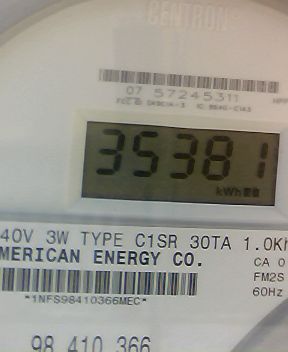 CENTRON
07 57245311
35381
kWh
40V 3W TYPE C1SR 30TA 1.0Kh
MERICAN ENERGY CO.
CA 0
FM2S
60Hz
*1NFS98410366MEC*
98 410 366